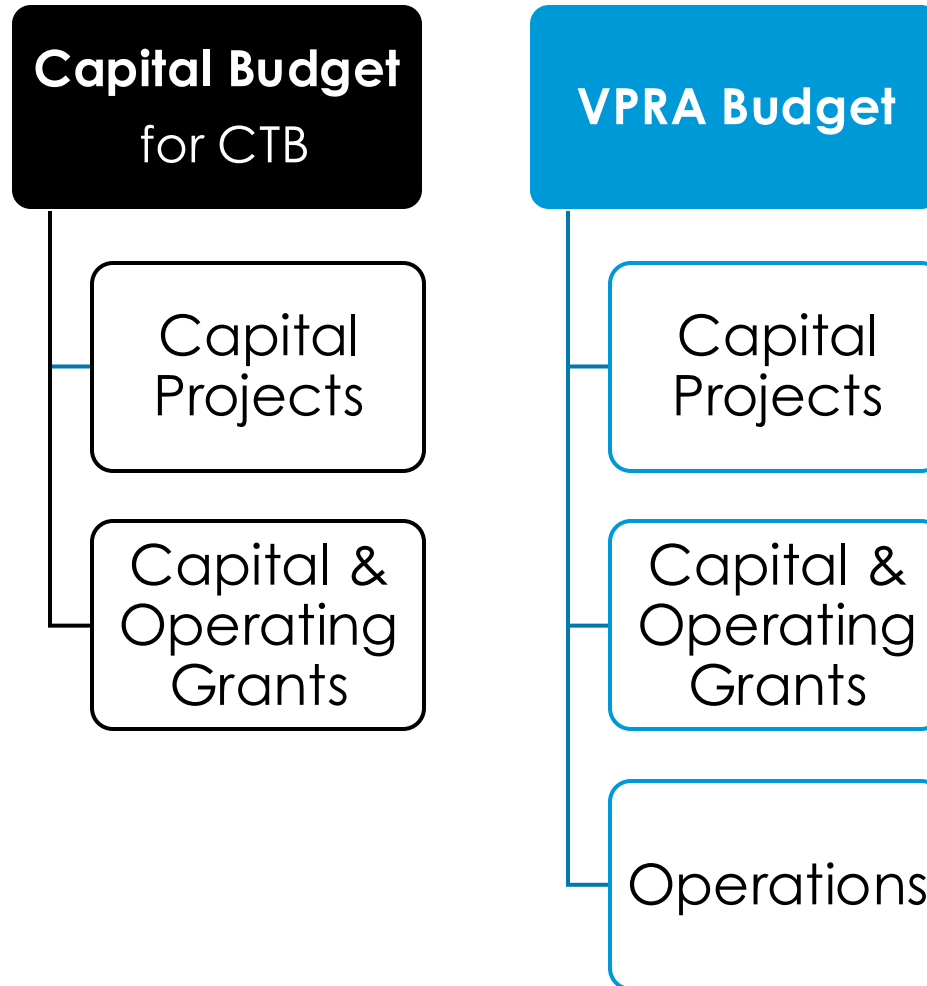 Capital Budget
for CTB
Capital
Projects
Capital &
Operating
Grants
VPRA Budget
Capital
Projects
Capital &
Operating
Grants
Operations